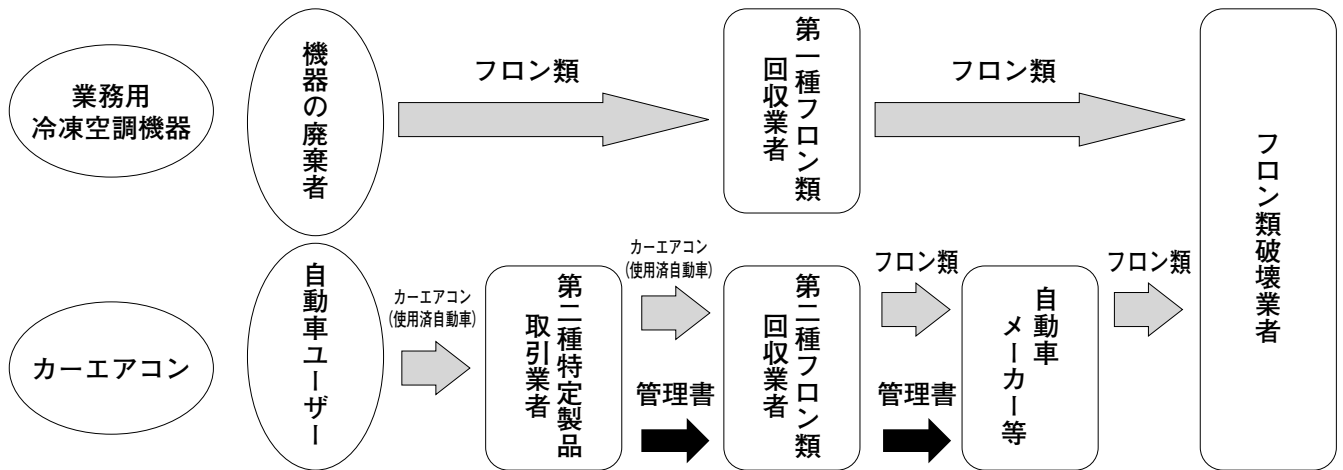 業務用
冷凍空調機器
機器の廃棄者
フロン類
第一種フロン類
回収業者
フロン類
フロン類破壊業者
カーエアコン
自動車ユーザー
カーエアコン
(使用済自動車)
第二種特定製品
取引業者
カーエアコン
(使用済自動車)
管理書
第二種フロン類
回収業者
フロン類
管理書
自動車
メーカー等
フロン類